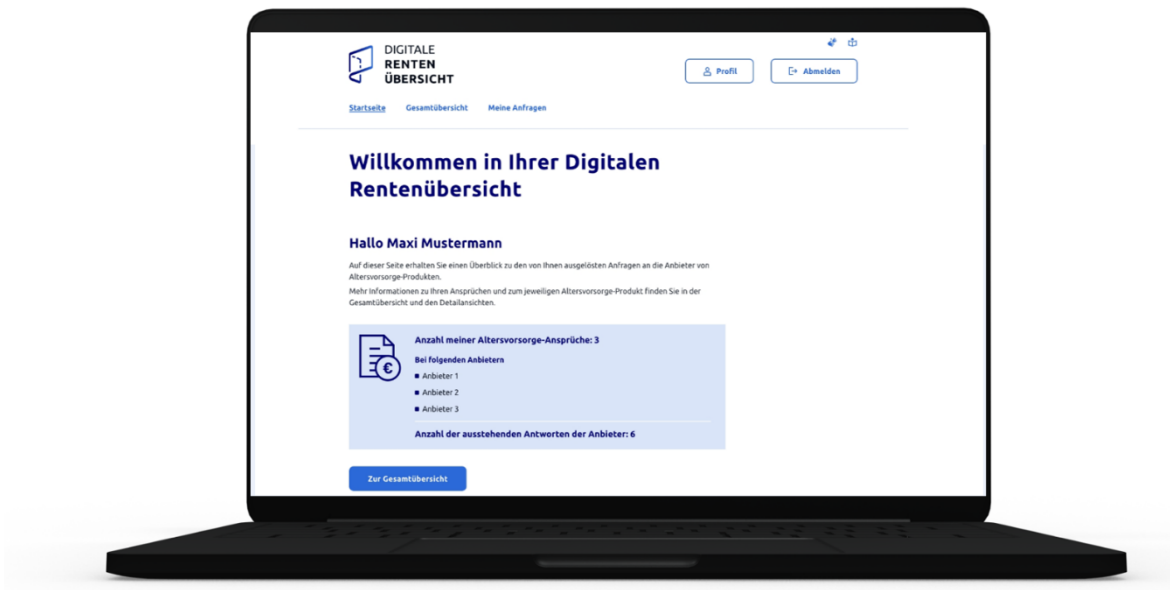 DIGITALE
RENTEN
ÜBERSICHT
Profil
Abmelden
Startseite Gesamtübersicht Meine Anfragen
Willkommen in Ihrer Digitalen
Rentenübersicht
Hallo Maxi Mustermann
Auf dieser Seite erhalten Sie einen Überblick zu den von Ihnen ausgelösten Anfragen an die Anbieter von
Altersvorsorge-Produkten.
Mehr Informationen zu Ihren Ansprüchen und zum jeweiligen Altersvorsorge-Produkt finden Sie in der
Gesamtübersicht und den Detailansichten.
€
Anzahl meiner Altersvorsorge-Ansprüche: 3
Bei folgenden Anbietern
Anbieter 1
Anbieter 2
Anbieter 3
Anzahl der ausstehenden Antworten der Anbieter: 6
Zur Gesamtübersicht